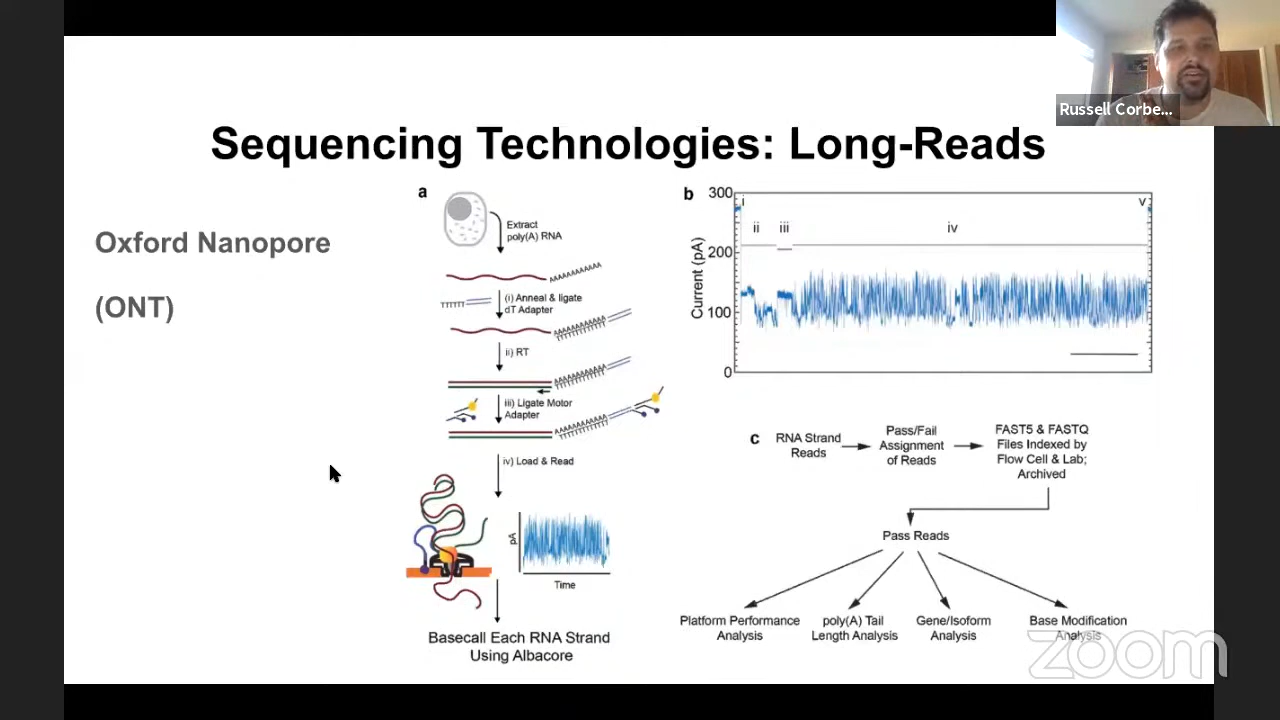 Russell Corbe...
Sequencing Technologies: Long-Reads
Oxford Nanopore
(ONT)
a
Extract
poly(A) RNA
AAAAAAAAAAA
TTTTTT
(i) Anneal & ligate
dT Adapter
ii) RT
iii) Ligate Motor
Adapter
iv) Load & Read
pA
Time
Basecall Each RNA Strand
Using Albacore
b
300
200
100
0
Current (pA)
i
ii
iii
iv
v
c
RNA Strand
Reads
Pass/Fail
Assignment
of Reads
FAST5 & FASTQ
Files Indexed by
Flow Cell & Lab;
Archived
Pass Reads
Platform Performance
Analysis
poly(A) Tail
Length Analysis
Gene/Isoform
Analysis
Base Modification
Analysis
zoom